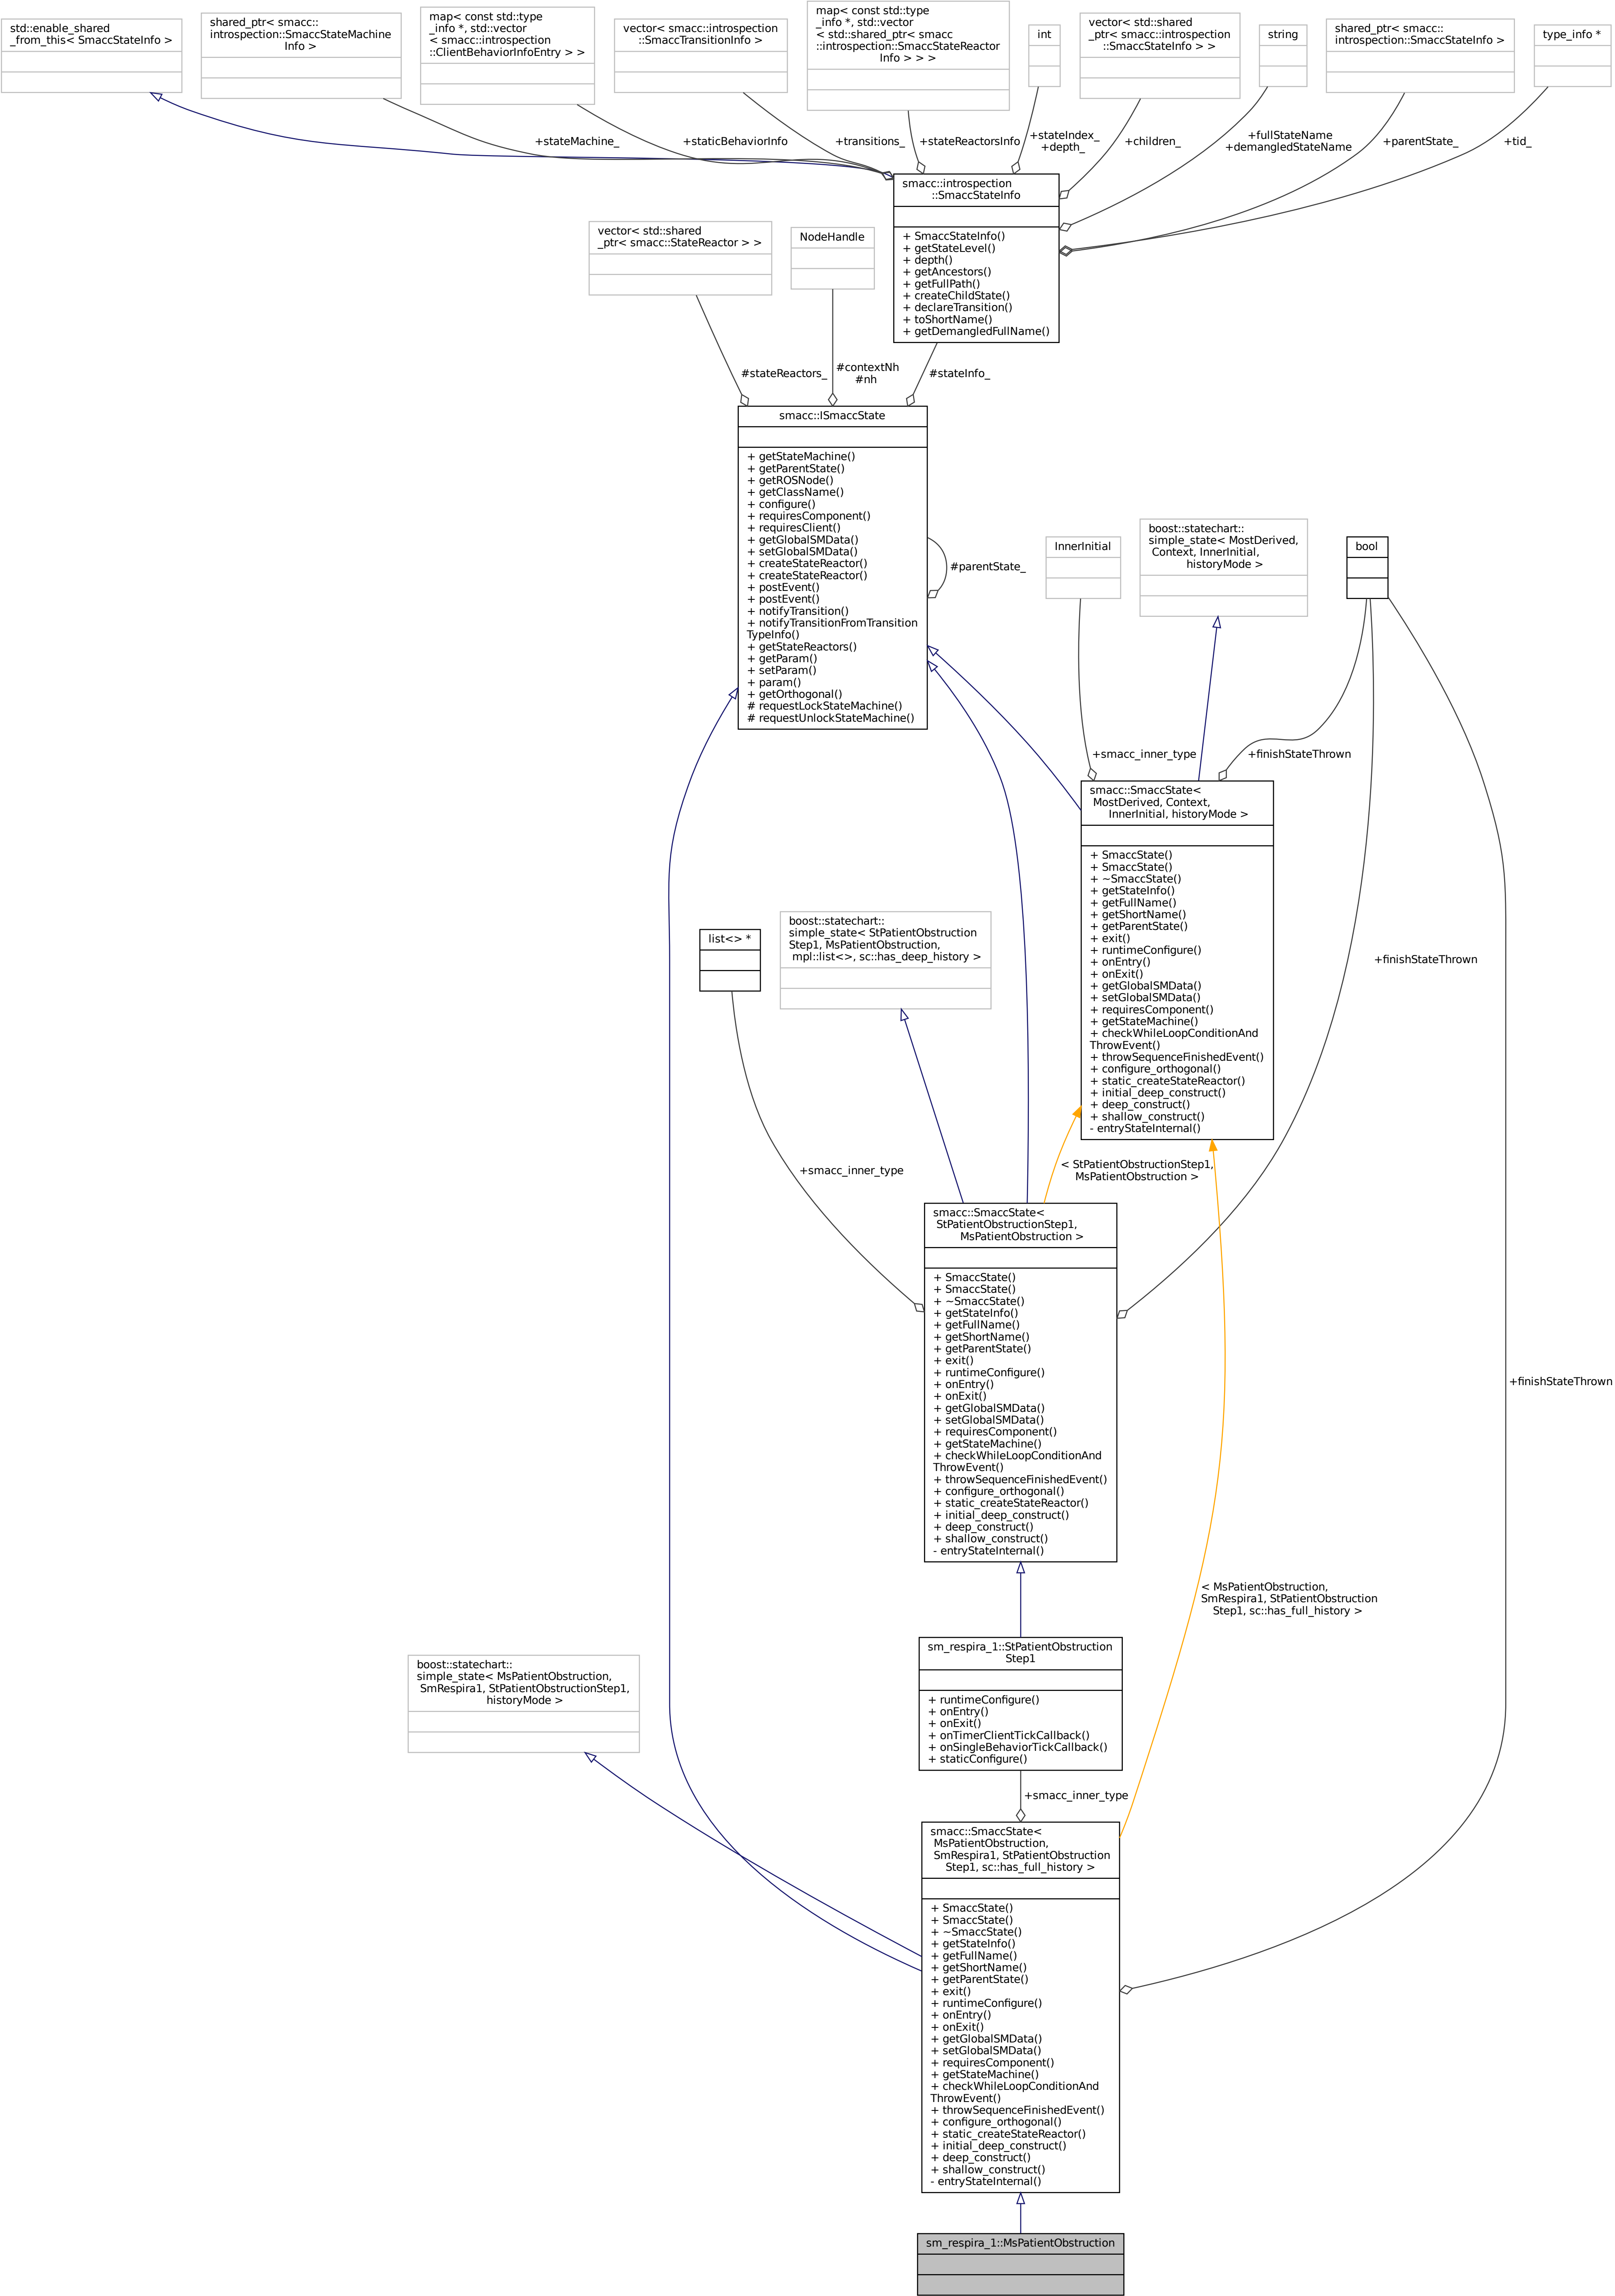 std::enable_shared
_from_this< SmaccStateInfo >
shared_ptr< smacc::
introspection::SmaccStateMachine
Info >
map< const std::type
_info *, std::vector
< smacc::introspection
::ClientBehaviorInfoEntry > >
vector< smacc::introspection
::SmaccTransitionInfo >
map< const std::type
_info *, std::vector
< std::shared_ptr< smacc
::introspection::SmaccStateReactor
Info > > >
int
vector< std::shared
_ptr< smacc::introspection
::SmaccStateInfo > >
string
shared_ptr< smacc::
introspection::SmaccStateInfo >
type_info *
+stateMachine_
+staticBehaviorInfo
+transitions_
+stateReactorsInfo
+stateIndex_
+depth_
+children_
+fullStateName
+demangledStateName
+parentState_
+tid_
smacc::introspection
::SmaccStateInfo
+ SmaccStateInfo()
+ getStateLevel()
+ depth()
+ getAncestors()
+ getFullPath()
+ createChildState()
+ declareTransition()
+ toShortName()
+ getDemangledFullName()
vector< std::shared
_ptr< smacc::StateReactor > >
NodeHandle
#stateReactors_
#contextNh
#nh
#stateInfo_
smacc::ISmaccState
+ getStateMachine()
+ getParentState()
+ getROSNode()
+ getClassName()
+ configure()
+ requiresComponent()
+ requiresClient()
+ getGlobalSMData()
+ setGlobalSMData()
+ createStateReactor()
+ createStateReactor()
+ postEvent()
+ postEvent()
+ notifyTransition()
+ notifyTransitionFromTransition
TypeInfo()
+ getStateReactors()
+ getParam()
+ setParam()
+ param()
+ getOrthogonal()
# requestLockStateMachine()
# requestUnlockStateMachine()
#parentState_
InnerInitial
boost::statechart::
simple_state< MostDerived,
Context, InnerInitial,
historyMode >
bool
+smacc_inner_type
+finishStateThrown
smacc::SmaccState<
MostDerived, Context,
InnerInitial, historyMode >
+ SmaccState()
+ SmaccState()
+ ~SmaccState()
+ getStateInfo()
+ getFullName()
+ getShortName()
+ getParentState()
+ exit()
+ runtimeConfigure()
+ onEntry()
+ onExit()
+ getGlobalSMData()
+ setGlobalSMData()
+ requiresComponent()
+ getStateMachine()
+ checkWhileLoopConditionAnd
ThrowEvent()
+ throwSequenceFinishedEvent()
+ configure_orthogonal()
+ static_createStateReactor()
+ initial_deep_construct()
+ deep_construct()
+ shallow_construct()
- entryStateInternal()
list<> *
boost::statechart::
simple_state< StPatientObstruction
Step1, MsPatientObstruction,
mpl::list<>, sc::has_deep_history >
+finishStateThrown
+smacc_inner_type
< StPatientObstructionStep1,
MsPatientObstruction >
smacc::SmaccState<
StPatientObstructionStep1,
MsPatientObstruction >
+ SmaccState()
+ SmaccState()
+ ~SmaccState()
+ getStateInfo()
+ getFullName()
+ getShortName()
+ getParentState()
+ exit()
+ runtimeConfigure()
+ onEntry()
+ onExit()
+ getGlobalSMData()
+ setGlobalSMData()
+ requiresComponent()
+ getStateMachine()
+ checkWhileLoopConditionAnd
ThrowEvent()
+ throwSequenceFinishedEvent()
+ configure_orthogonal()
+ static_createStateReactor()
+ initial_deep_construct()
+ deep_construct()
+ shallow_construct()
- entryStateInternal()
+finishStateThrown
< MsPatientObstruction,
SmRespira1, StPatientObstruction
Step1, sc::has_full_history >
sm_respira_1::StPatientObstruction
Step1
+ runtimeConfigure()
+ onEntry()
+ onExit()
+ onTimerClientTickCallback()
+ onSingleBehaviorTickCallback()
+ staticConfigure()
boost::statechart::
simple_state< MsPatientObstruction,
SmRespira1, StPatientObstructionStep1,
historyMode >
+smacc_inner_type
smacc::SmaccState<
MsPatientObstruction,
SmRespira1, StPatientObstruction
Step1, sc::has_full_history >
+ SmaccState()
+ SmaccState()
+ ~SmaccState()
+ getStateInfo()
+ getFullName()
+ getShortName()
+ getParentState()
+ exit()
+ runtimeConfigure()
+ onEntry()
+ onExit()
+ getGlobalSMData()
+ setGlobalSMData()
+ requiresComponent()
+ getStateMachine()
+ checkWhileLoopConditionAnd
ThrowEvent()
+ throwSequenceFinishedEvent()
+ configure_orthogonal()
+ static_createStateReactor()
+ initial_deep_construct()
+ deep_construct()
+ shallow_construct()
- entryStateInternal()
sm_respira_1::MsPatientObstruction